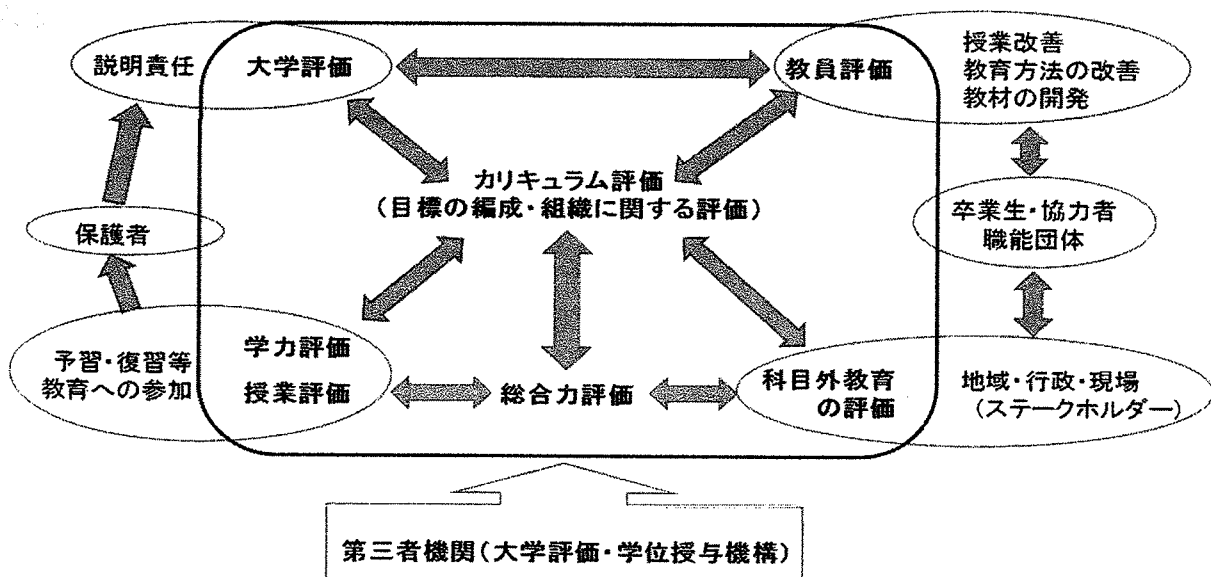 説明責任
大学評価
教員評価
授業改善
教育方法の改善
教材の開発
カリキュラム評価
（目標の編成・組織に関する評価）
保護者
卒業生・協力者
職能団体
予習・復習等
教育への参加
学力評価
授業評価
総合力評価
科目外教育
の評価
地域・行政・現場
（ステークホルダー）
第三者機関（大学評価・学位授与機構）